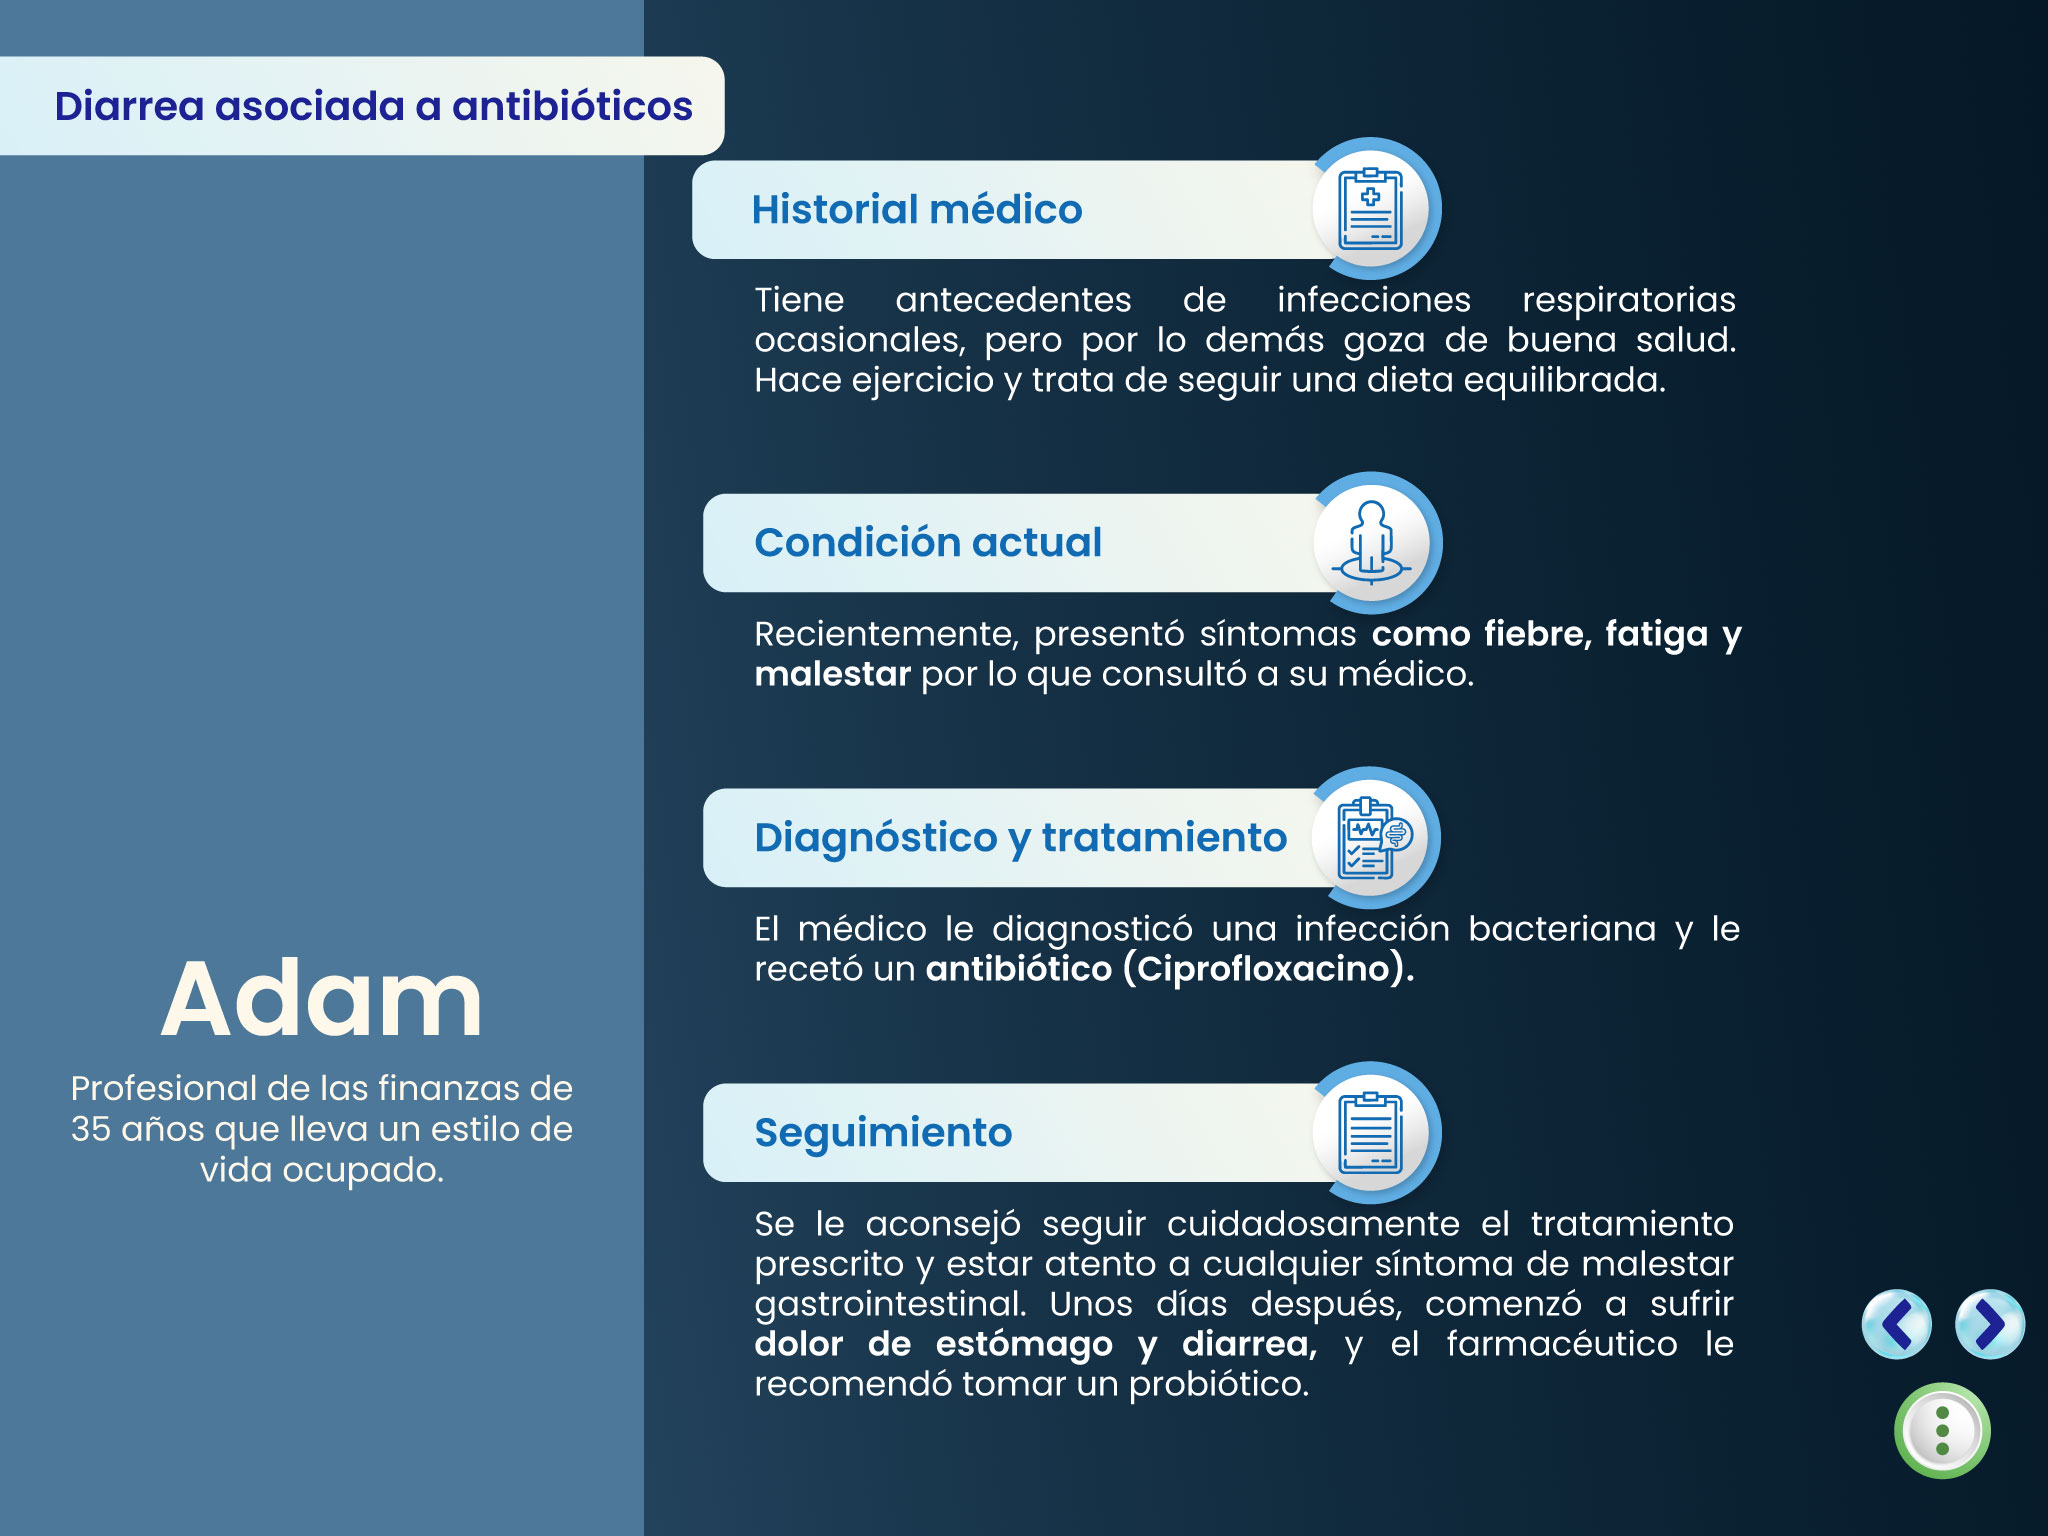 Diarrea asociada a antibióticos
Adam
Profesional de las finanzas de
35 años que lleva un estilo de
vida ocupado.
Historial médico
Tiene antecedentes de infecciones respiratorias
ocasionales, pero por lo demás goza de buena salud.
Hace ejercicio y trata de seguir una dieta equilibrada.
Condición actual
Recientemente, presentó síntomas como fiebre, fatiga y
malestar por lo que consultó a su médico.
Diagnóstico y tratamiento
El médico le diagnosticó una infección bacteriana y le
recetó un antibiótico (Ciprofloxacino).
Seguimiento
Se le aconsejó seguir cuidadosamente el tratamiento
prescrito y estar atento a cualquier síntoma de malestar
gastrointestinal. Unos días después, comenzó a sufrir
dolor de estómago y diarrea, y el farmacéutico le
recomendó tomar un probiótico.